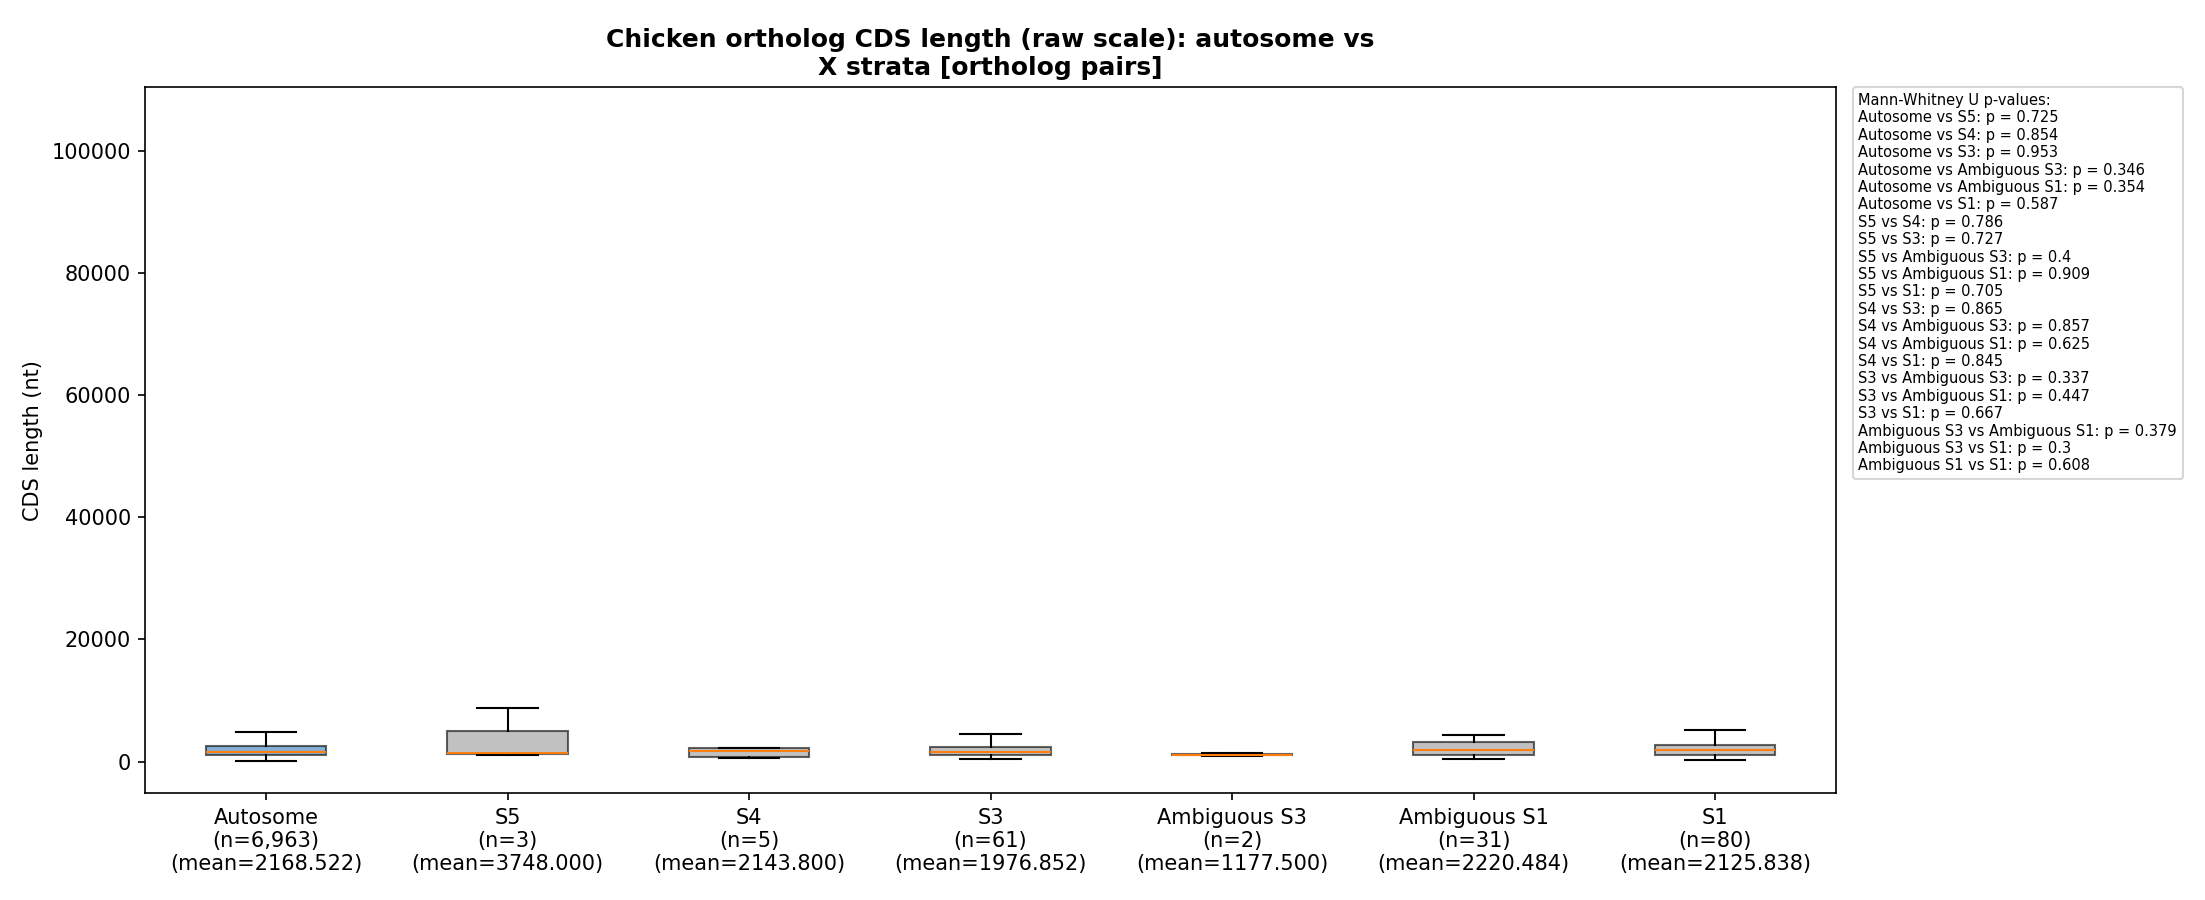 Chicken ortholog CDS length (raw scale): autosome vs
X strata [ortholog pairs]
CDS length (nt)
100000
80000
60000
40000
20000
0
Autosome
(n=6,963)
(mean=2168.522)
S5
(n=3)
(mean=3748.000)
S4
(n=5)
(mean=2143.800)
S3
(n=61)
(mean=1976.852)
Ambiguous S3
(n=2)
(mean=1177.500)
Ambiguous S1
(n=31)
(mean=2220.484)
S1
(n=80)
(mean=2125.838)
Mann-Whitney U p-values:
Autosome vs S5: p = 0.725
Autosome vs S4: p = 0.854
Autosome vs S3: p = 0.953
Autosome vs Ambiguous S3: p = 0.346
Autosome vs Ambiguous S1: p = 0.354
Autosome vs S1: p = 0.587
S5 vs S4: p = 0.786
S5 vs S3: p = 0.727
S5 vs Ambiguous S3: p = 0.4
S5 vs Ambiguous S1: p = 0.909
S5 vs S1: p = 0.705
S4 vs S3: p = 0.865
S4 vs Ambiguous S3: p = 0.857
S4 vs Ambiguous S1: p = 0.625
S4 vs S1: p = 0.845
S3 vs Ambiguous S3: p = 0.337
S3 vs Ambiguous S1: p = 0.447
S3 vs S1: p = 0.667
Ambiguous S3 vs Ambiguous S1: p = 0.379
Ambiguous S3 vs S1: p = 0.3
Ambiguous S1 vs S1: p = 0.608